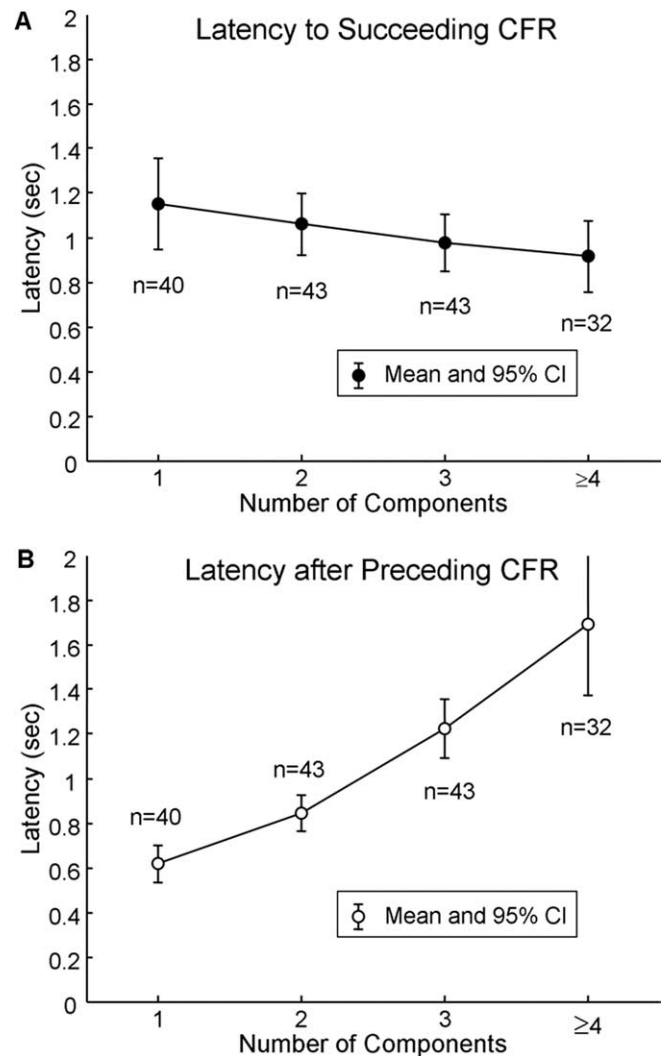 A
Latency to Succeeding CFR
2
1.8
1.6
1.4
1.2
1
0.8
0.6
0.4
0.2
0
Latency (sec)
n=40
n=43
n=43
n=32
Mean and 95% CI
1
2
3
≥4
Number of Components
B
Latency after Preceding CFR
2
1.8
1.6
1.4
1.2
1
0.8
0.6
0.4
0.2
0
Latency (sec)
n=40
n=43
n=43
n=32
Mean and 95% CI
1
2
3
≥4
Number of Components